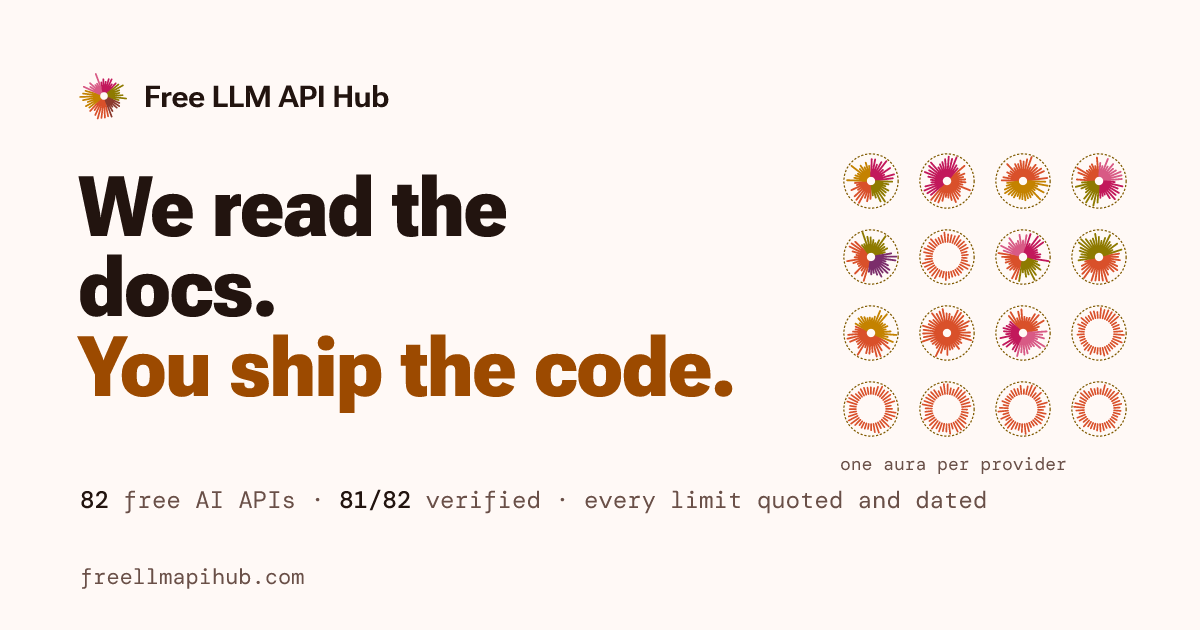 Free LLM API Hub
We read the
docs.
You ship the code.
one aura per provider
82 free AI APIs · 81/82 verified · every limit quoted and dated
freellmapihub.com